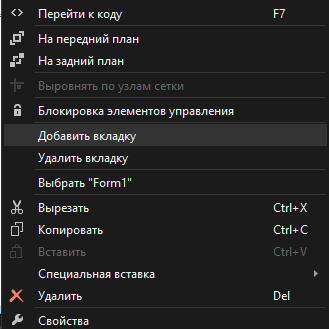 Перейти к коду F7
На передний план
На задний план
Выровнять по узлам сетки
Блокировка элементов управления
Добавить вкладку
Удалить вкладку
Выбрать "Form1"
Вырезать Ctrl+X
Копировать Ctrl+C
Вставить Ctrl+V
Специальная вставка
Удалить Del
Свойства